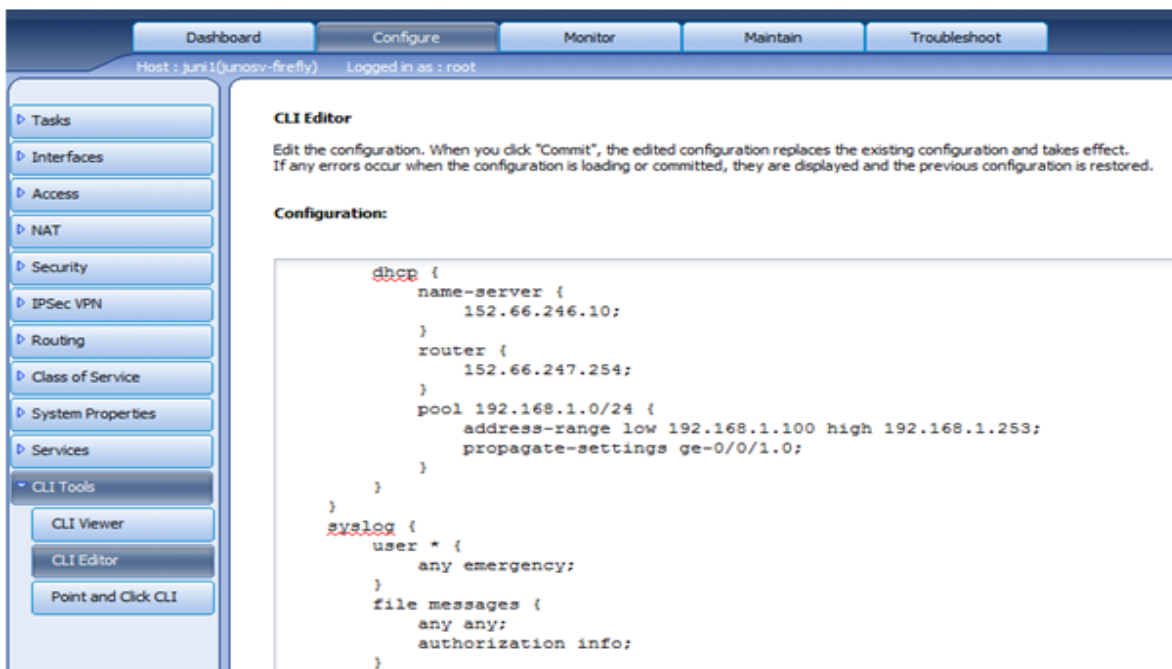 Dashboard Configure Monitor Maintain Troubleshoot
Host : juni1(junosv-firefly) Logged in as : root
Tasks
Interfaces
Access
NAT
Security
IPSec VPN
Routing
Class of Service
System Properties
Services
CLI Tools
CLI Viewer
CLI Editor
Point and Click CLI
CLI Editor
Edit the configuration. When you click "Commit", the edited configuration replaces the existing configuration and takes effect.
If any errors occur when the configuration is loading or committed, they are displayed and the previous configuration is restored.
Configuration:
dhcp {
name-server {
152.66.246.10;
}
router {
152.66.247.254;
}
pool 192.168.1.0/24 {
address-range low 192.168.1.100 high 192.168.1.253;
propagate-settings ge-0/0/1.0;
}
}
}
syslog {
user * {
any emergency;
}
file messages {
any any;
authorization info;
}